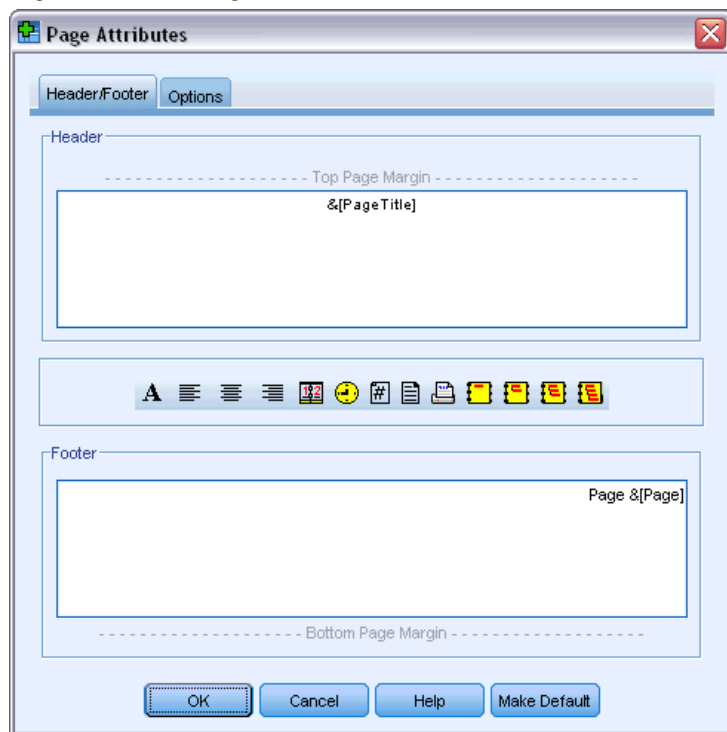 Page Attributes
Header/Footer Options
Header
- - - - - - - - - - - - - - - - - - - - Top Page Margin - - - - - - - - - - - - - - - - - - - -
&[PageTitle]
A
Footer
Page &[Page]
- - - - - - - - - - - - - - - - - - - - Bottom Page Margin - - - - - - - - - - - - - - - - - - -
OK Cancel Help Make Default